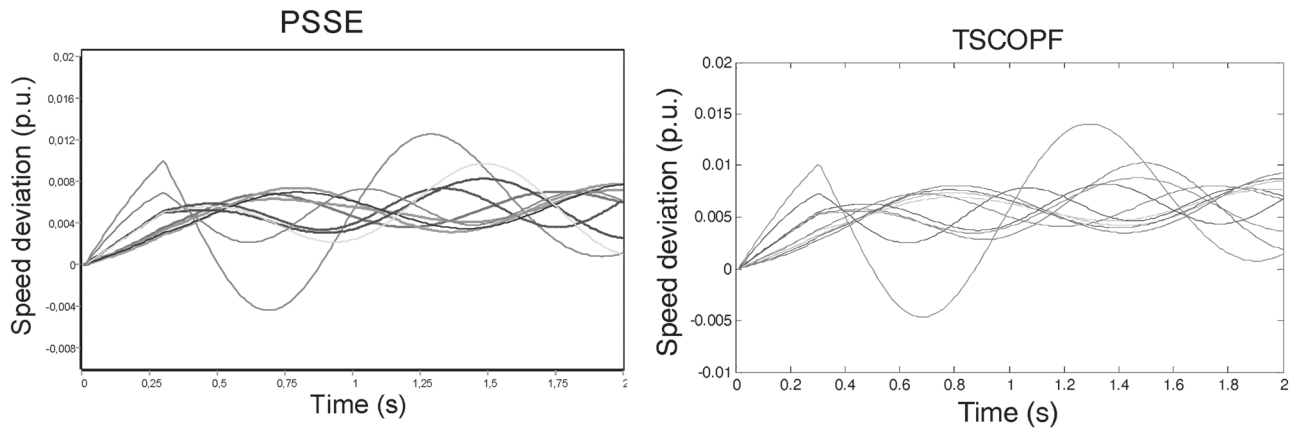 PSSE
Speed deviation (p.u.)
0,02
0,016
0,012
0,008
0,004
0
-0,004
-0,008
0 0,25 0,5 0,75 1 1,25 1,5 1,75 2
Time (s)
TSCOPF
Speed deviation (p.u.)
0.02
0.015
0.01
0.005
0
-0.005
-0.01
0 0.2 0.4 0.6 0.8 1 1.2 1.4 1.6 1.8 2
Time (s)